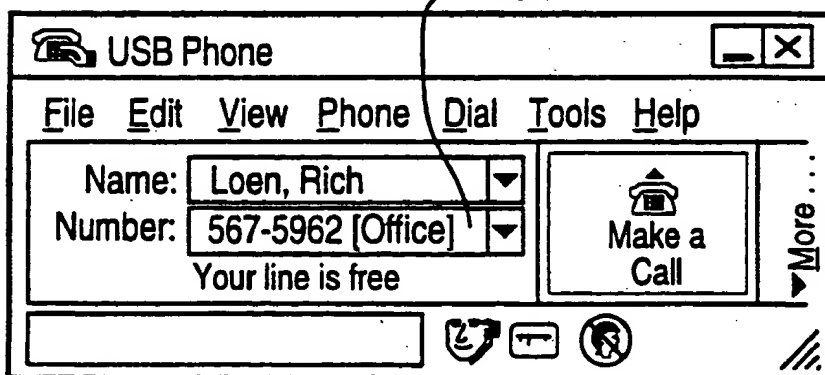 USB Phone
File Edit View Phone Dial Tools Help
Name: Loen, Rich
Number: 567-5962 [Office]
Your line is free
Make a
Call
More...